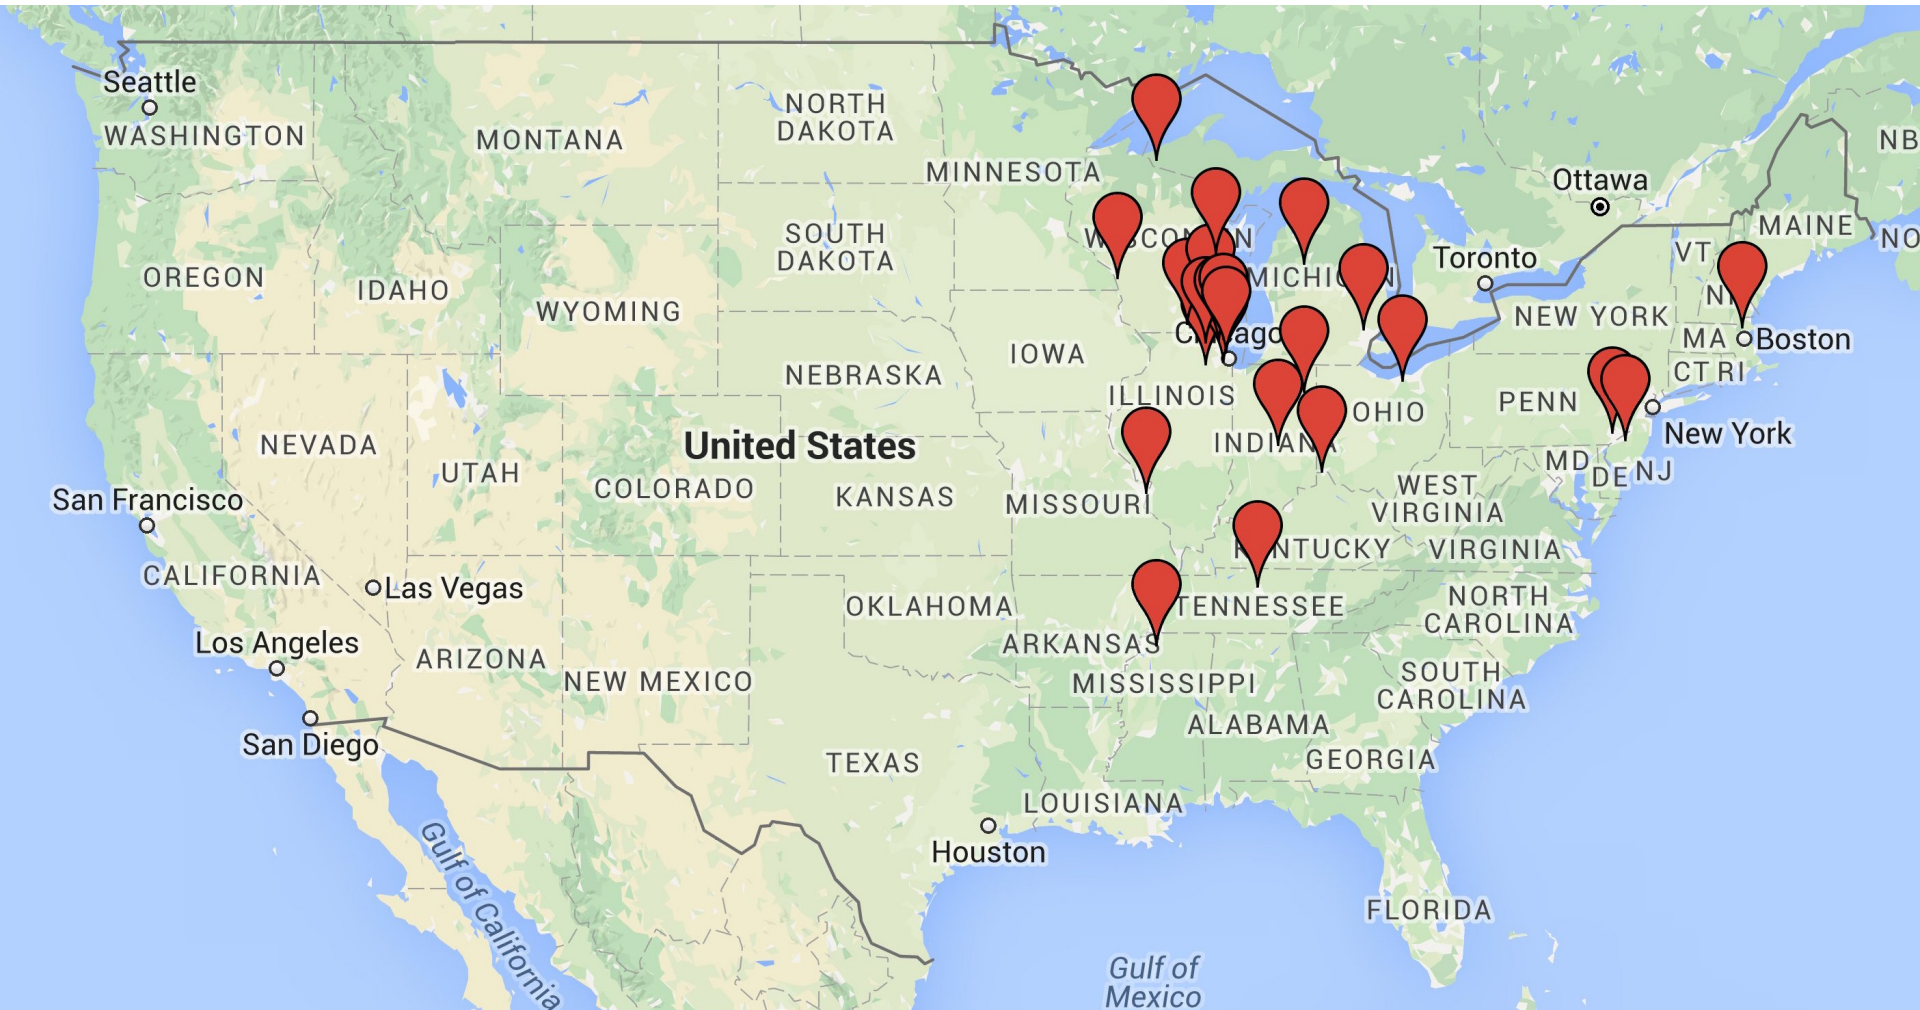 Seattle
WASHINGTON
MONTANA
NORTH
DAKOTA
MINNESOTA
Ottawa
NB
MAINE
NO
VT
Toronto
OREGON
IDAHO
SOUTH
DAKOTA
WYOMING
NEW YORK
MA
Boston
CT RI
IOWA
NEBRASKA
ILLINOIS
OHIO
PENN
New York
NEVADA
UTAH
United States
INDIANA
MD
DE
NJ
San Francisco
COLORADO
KANSAS
MISSOURI
WEST
VIRGINIA
VIRGINIA
CALIFORNIA
Las Vegas
OKLAHOMA
TENNESSEE
NORTH
CAROLINA
Los Angeles
ARIZONA
NEW MEXICO
ARKANSAS
MISSISSIPPI
SOUTH
CAROLINA
San Diego
TEXAS
ALABAMA
GEORGIA
LOUISIANA
Houston
FLORIDA
Gulf of California
Gulf of
Mexico